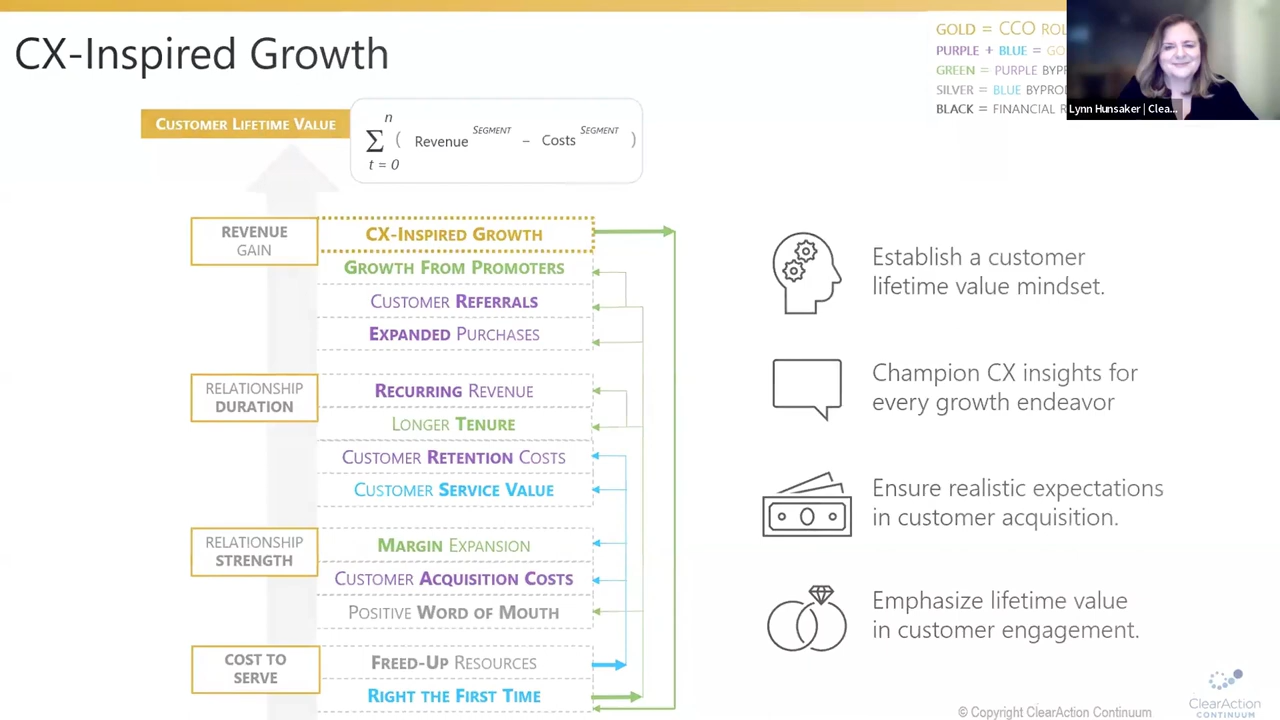 CX-Inspired Growth
GOLD = CCO
PURPLE + BLUE =
GREEN = PURPLE
SILVER = BLUE
BLACK = FINANCIAL
Lynn Hunsaker | Clea...
CUSTOMER LIFETIME VALUE
n
∑ ( Revenue SEGMENT – Costs SEGMENT )
t = 0
REVENUE
GAIN
CX-INSPIRED GROWTH
GROWTH FROM PROMOTERS
CUSTOMER REFERRALS
EXPANDED PURCHASES
RELATIONSHIP
DURATION
RECURRING REVENUE
LONGER TENURE
CUSTOMER RETENTION COSTS
CUSTOMER SERVICE VALUE
RELATIONSHIP
STRENGTH
MARGIN EXPANSION
CUSTOMER ACQUISITION COSTS
POSITIVE WORD OF MOUTH
COST TO
SERVE
FREED-UP RESOURCES
RIGHT THE FIRST TIME
Establish a customer
lifetime value mindset.
Champion CX insights for
every growth endeavor
Ensure realistic expectations
in customer acquisition.
Emphasize lifetime value
in customer engagement.
ClearAction
CONTINUUM
© Copyright ClearAction Continuum